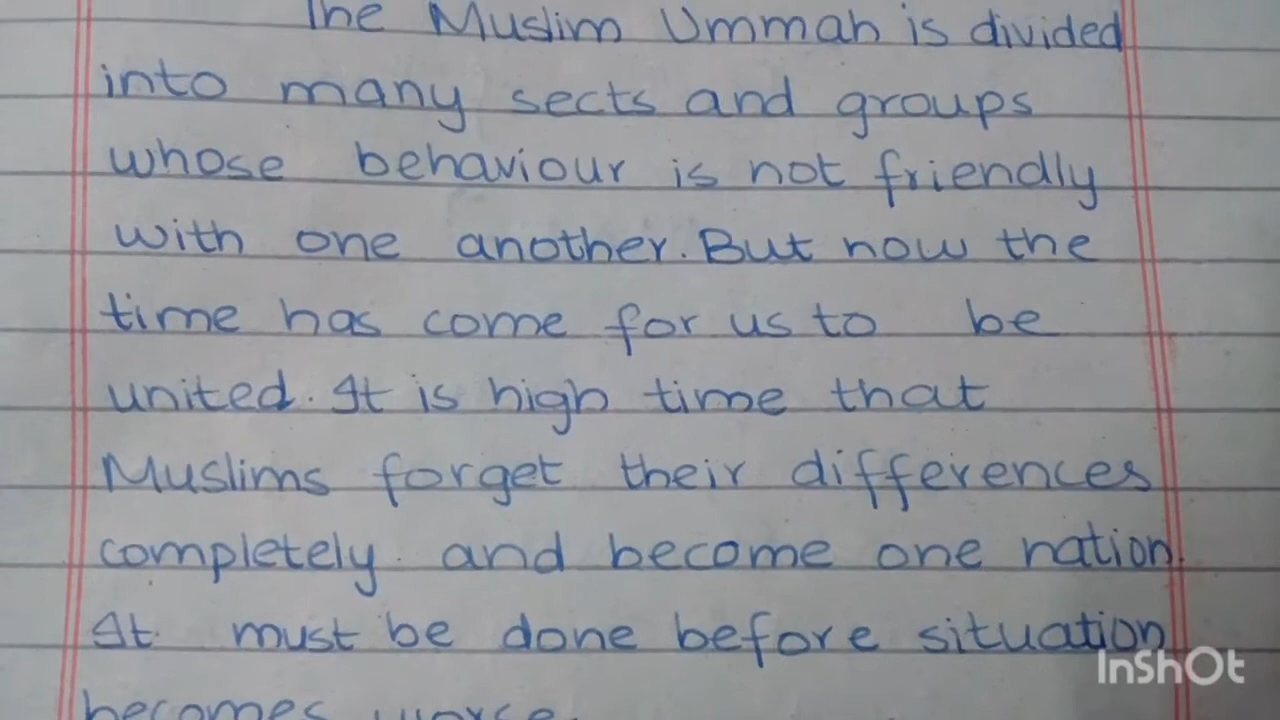 The Muslim Ummah is divided
into many sects and groups
whose behaviour is not friendly
with one another. But now the
time has come for us to be
united. It is high time that
Muslims forget their differences
completely and become one nation.
It must be done before situation
becomes worse.
InShOt